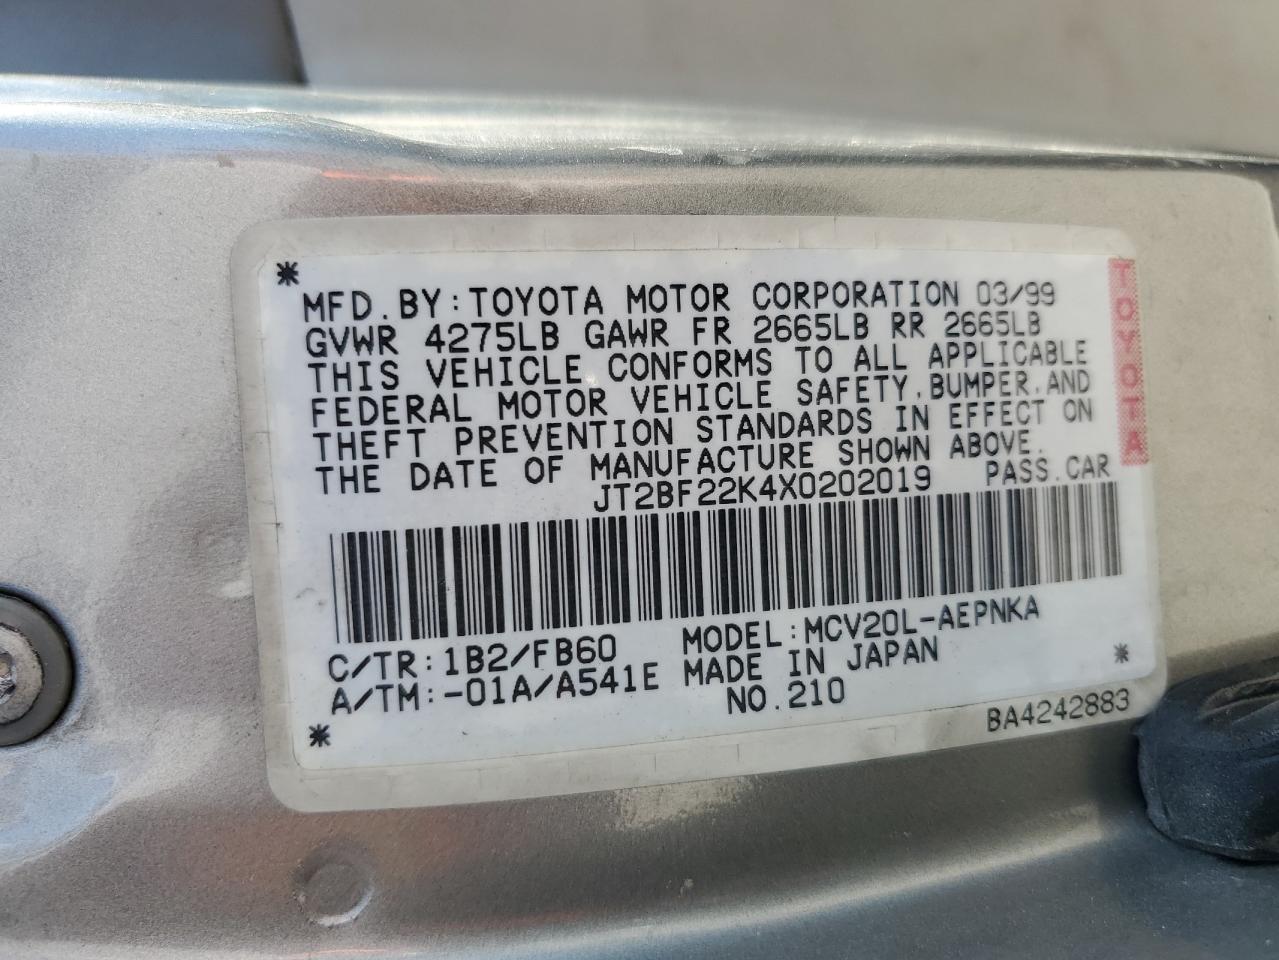 MFD.BY:TOYOTA MOTOR CORPORATION 03/99
GVWR 4275LB GAWR FR 2665LB RR 2665LB
THIS VEHICLE CONFORMS TO ALL APPLICABLE
FEDERAL MOTOR VEHICLE SAFETY,BUMPER,AND
THEFT PREVENTION STANDARDS IN EFFECT ON
THE DATE OF MANUFACTURE SHOWN ABOVE.
JT2BF22K4X0202019 PASS.CAR
TOYOTA
C/TR:1B2/FB60 MODEL:MCV20L-AEPNKA
A/TM:-01A/A541E MADE IN JAPAN
NO.210
BA4242883